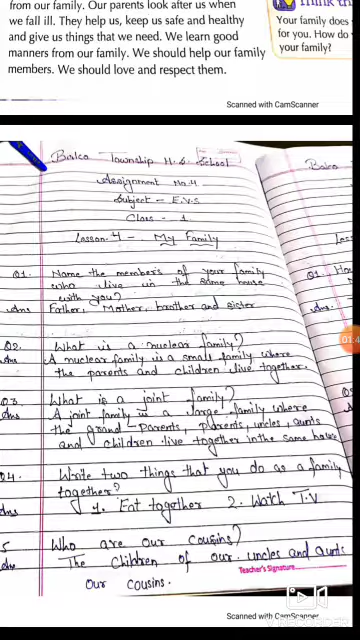 from our family. Our parents look after us when
we fall ill. They help us, keep us safe and healthy
and give us things that we need. We learn good
manners from our family. We should help our family
members. We should love and respect them.
Think
Your family does
for you. How do
your family?
Scanned with CamScanner
Balco Township H.S. School
Assignment No.4
Subject - E.V.S
Class - 1
Lesson. 4 - My Family
Q1. Name the members of your family
who live in the same house
with you?
Ans Father, Mother, brother and sister
Q2. What is a nuclear family?
Ans A nuclear family is a small family where
the parents and children live together.
Q3 What is a joint family?
Ans A joint family is a large family where
the grand-parents, parents, uncles, aunts
and children live together in the same house
Q4. Write two things that you do as a family
together?
Ans 1. Eat together 2. Watch T.V
5 Who are our cousins?
Ans The children of our uncles and aunts
our cousins.
Teacher's Signature
Balco
Q1.
Ans.
1:4
Scanned with CamScanner